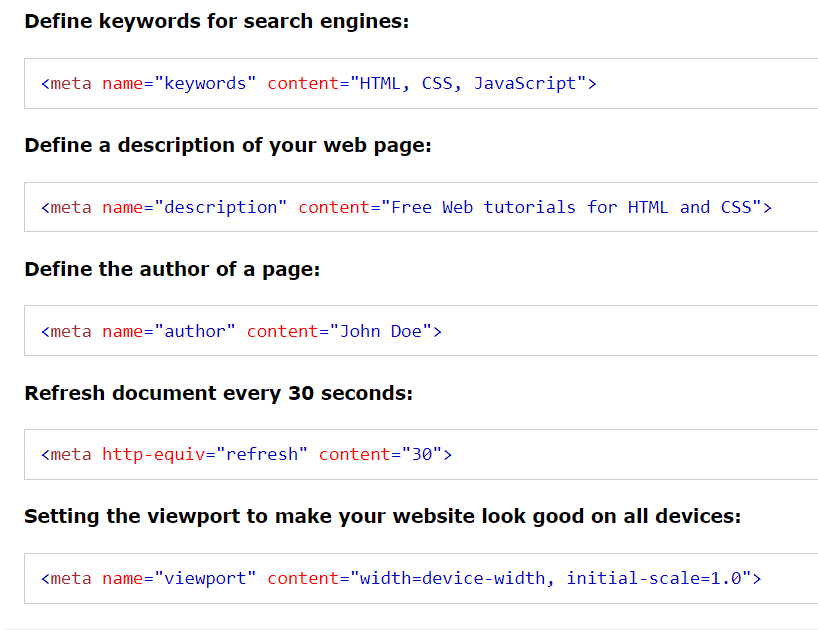 Define keywords for search engines:
<meta name="keywords" content="HTML, CSS, JavaScript">
Define a description of your web page:
<meta name="description" content="Free Web tutorials for HTML and CSS">
Define the author of a page:
<meta name="author" content="John Doe">
Refresh document every 30 seconds:
<meta http-equiv="refresh" content="30">
Setting the viewport to make your website look good on all devices:
<meta name="viewport" content="width=device-width, initial-scale=1.0">